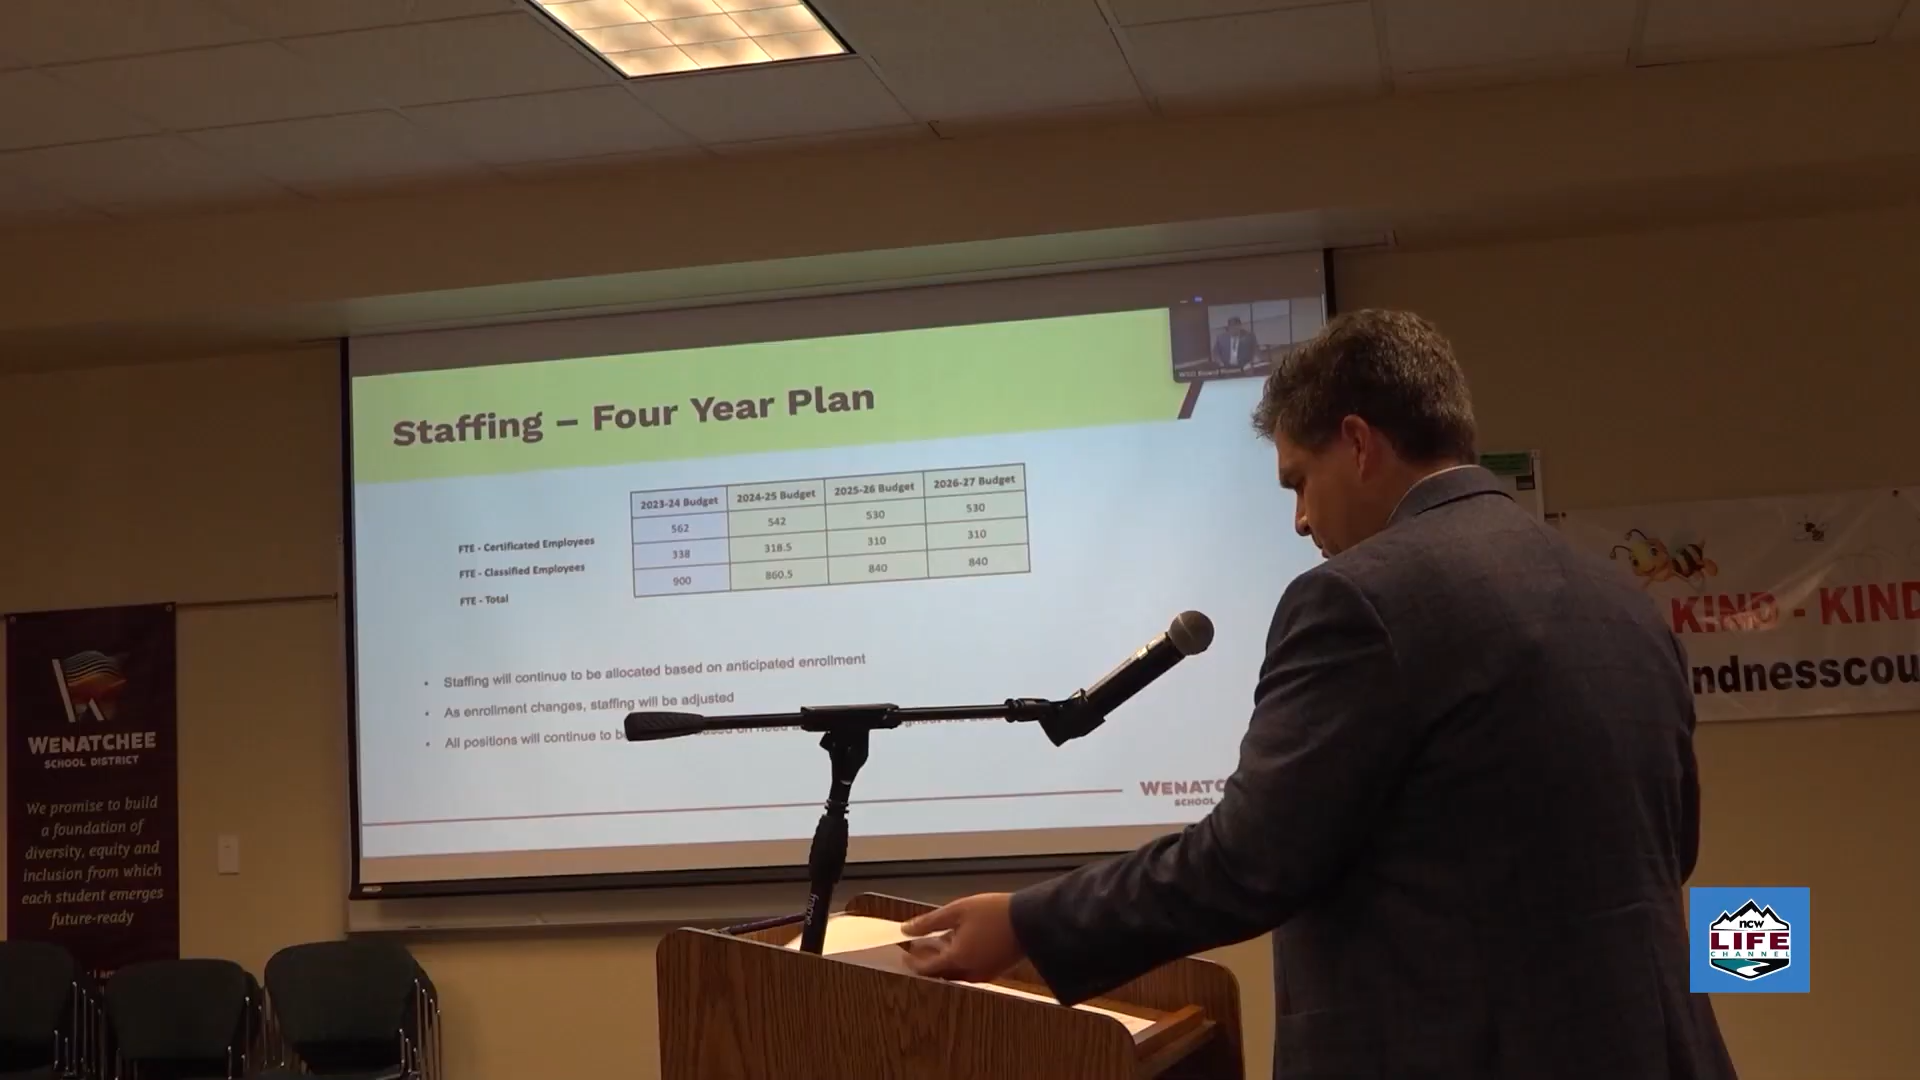 Staffing – Four Year Plan
2023-24 Budget 2024-25 Budget 2025-26 Budget 2026-27 Budget
FTE - Certificated Employees 562 542 530 530
FTE - Classified Employees 338 318.5 310 310
FTE - Total 900 860.5 840 840
• Staffing will continue to be allocated based on anticipated enrollment
• As enrollment changes, staffing will be adjusted
• All positions will continue to b
WENATC
SCHOOL
WENATCHEE
SCHOOL DISTRICT
We promise to build
a foundation of
diversity, equity and
inclusion from which
each student emerges
future-ready
KIND - KIND
ndnesscou
ncw
LIFE
CHANNEL